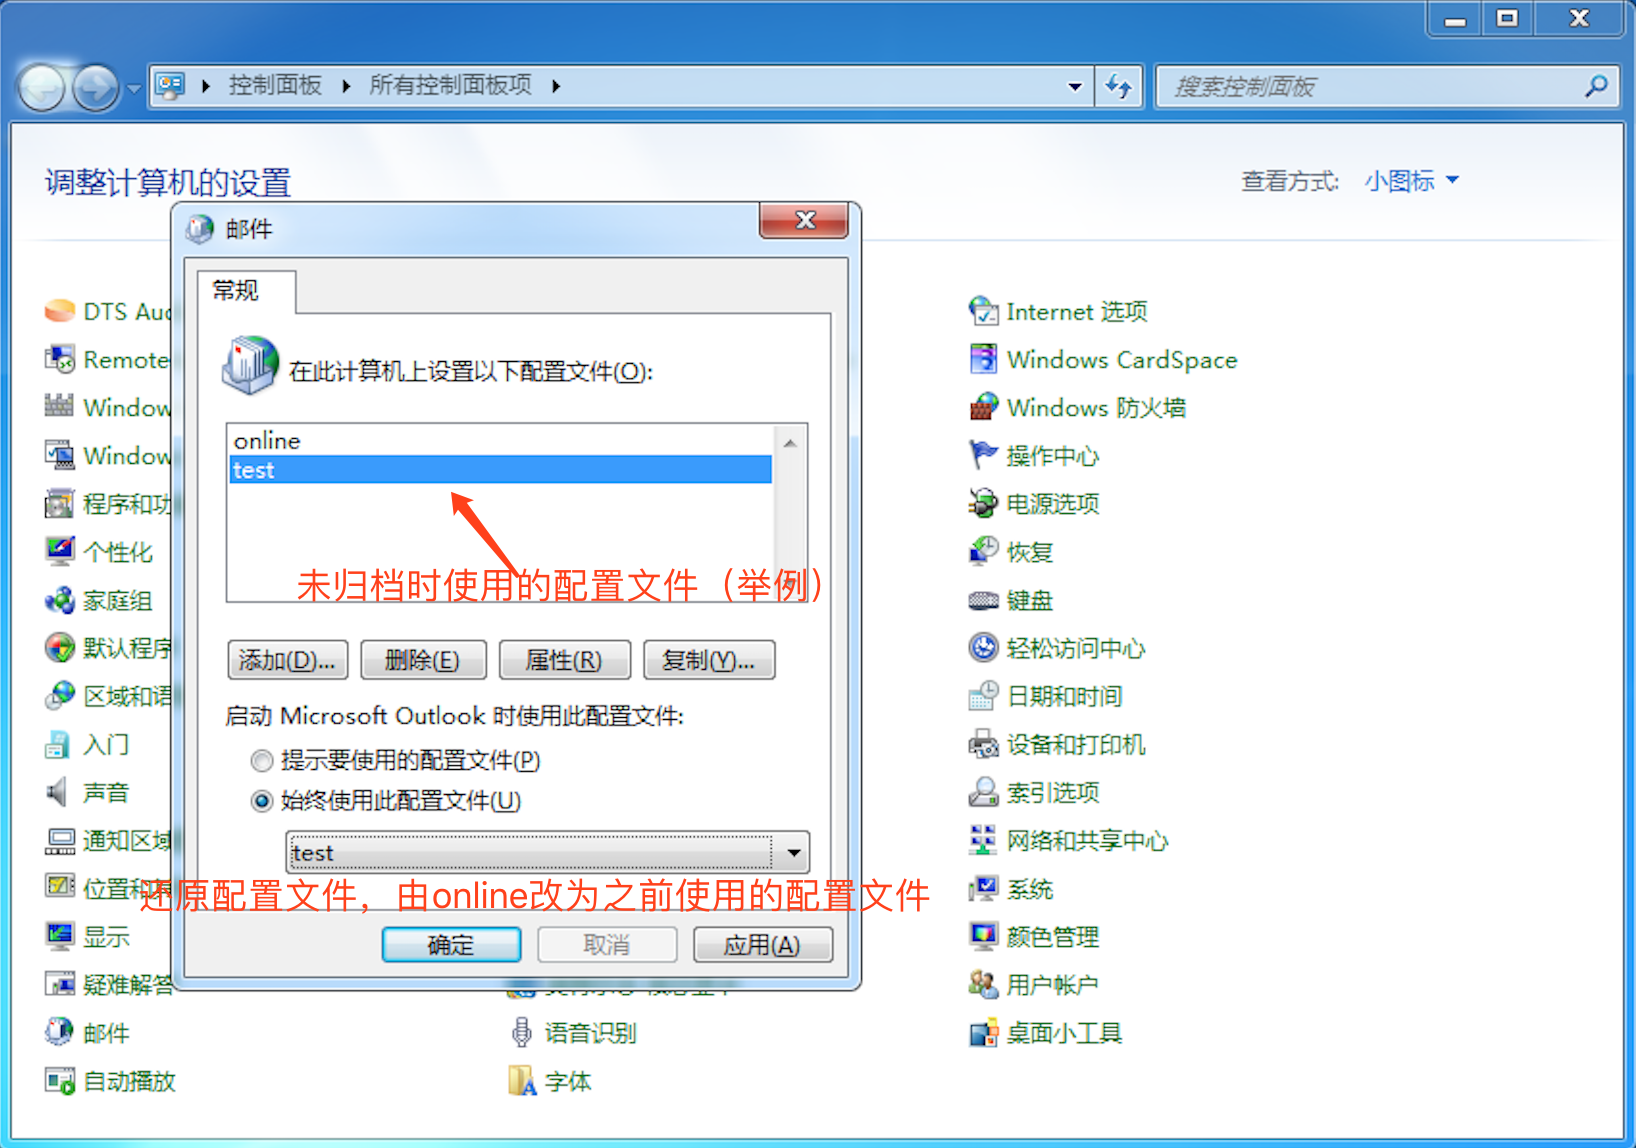 控制面板 所有控制面板项
搜索控制面板
调整计算机的设置
查看方式: 小图标
邮件
常规
在此计算机上设置以下配置文件(O):
online
test
未归档时使用的配置文件（举例）
添加(D)... 删除(E) 属性(R) 复制(Y)...
启动 Microsoft Outlook 时使用此配置文件:
提示要使用的配置文件(P)
始终使用此配置文件(U)
test
还原配置文件，由online改为之前使用的配置文件
确定 取消 应用(A)
DTS
Remote
Window
Window
程序和
个性化
家庭组
默认程序
区域和语
入门
声音
通知区域
位置和
显示
疑难解答
邮件
自动播放
语音识别
字体
Internet 选项
Windows CardSpace
Windows 防火墙
操作中心
电源选项
恢复
键盘
轻松访问中心
日期和时间
设备和打印机
索引选项
网络和共享中心
系统
颜色管理
用户帐户
桌面小工具